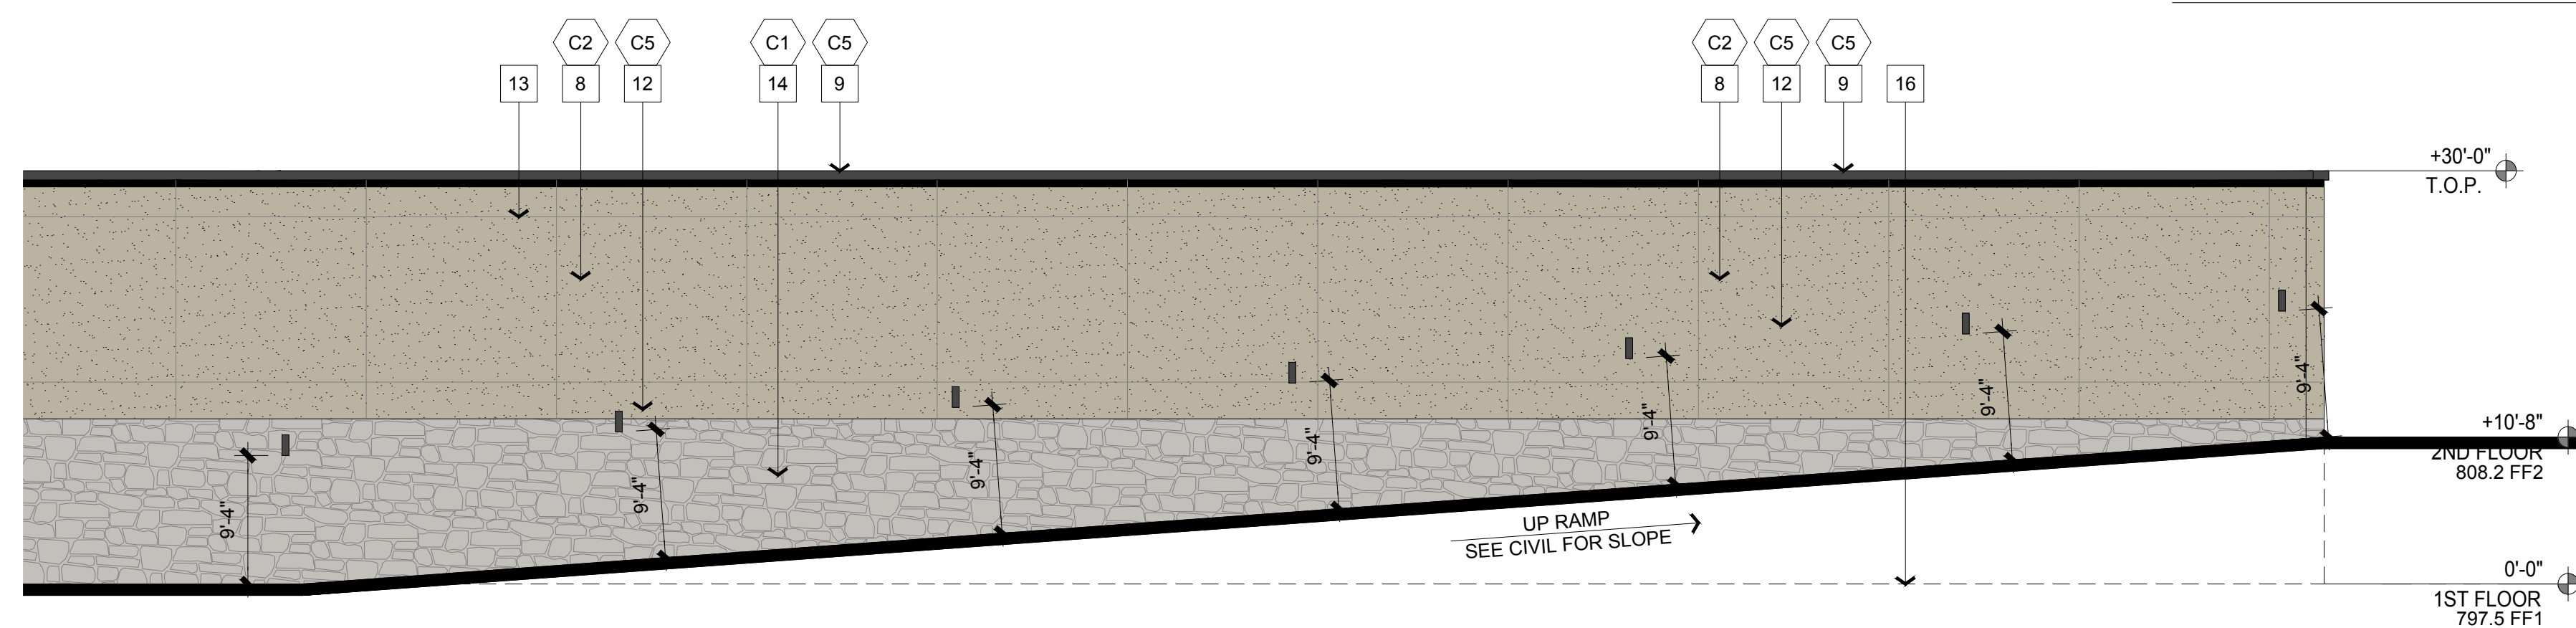 C2 C5 C1 C5 C2 C5 C5
13 8 12 14 9 8 12 9 16
+30'-0"
T.O.P.
9'-4"
9'-4"
9'-4"
9'-4"
9'-4"
9'-4"
9'-4"
+10'-8"
2ND FLOOR
808.2 FF2
UP RAMP
SEE CIVIL FOR SLOPE
0'-0"
1ST FLOOR
797.5 FF1